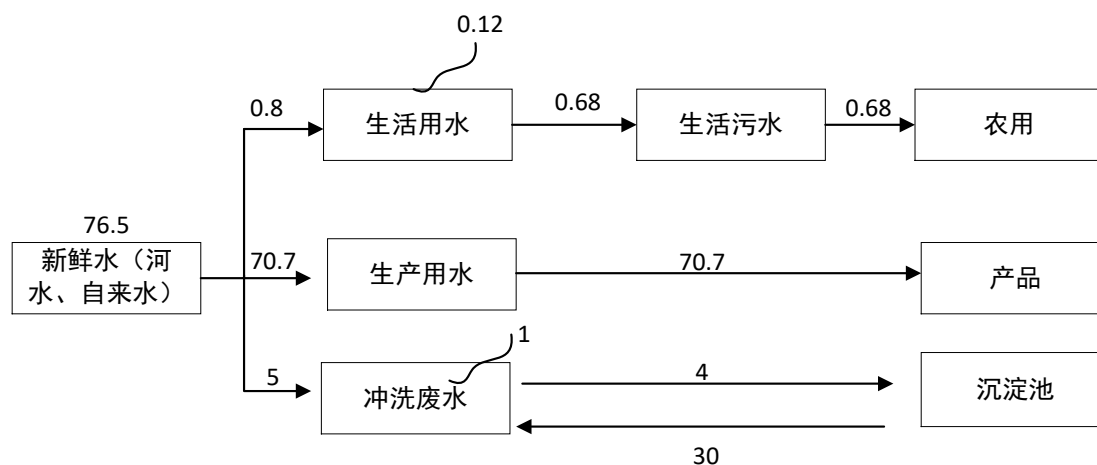 0.12
0.8
生活用水
0.68
生活污水
0.68
农用
76.5
新鲜水（河
水、自来水）
70.7
生产用水
70.7
产品
1
5
冲洗废水
4
沉淀池
30